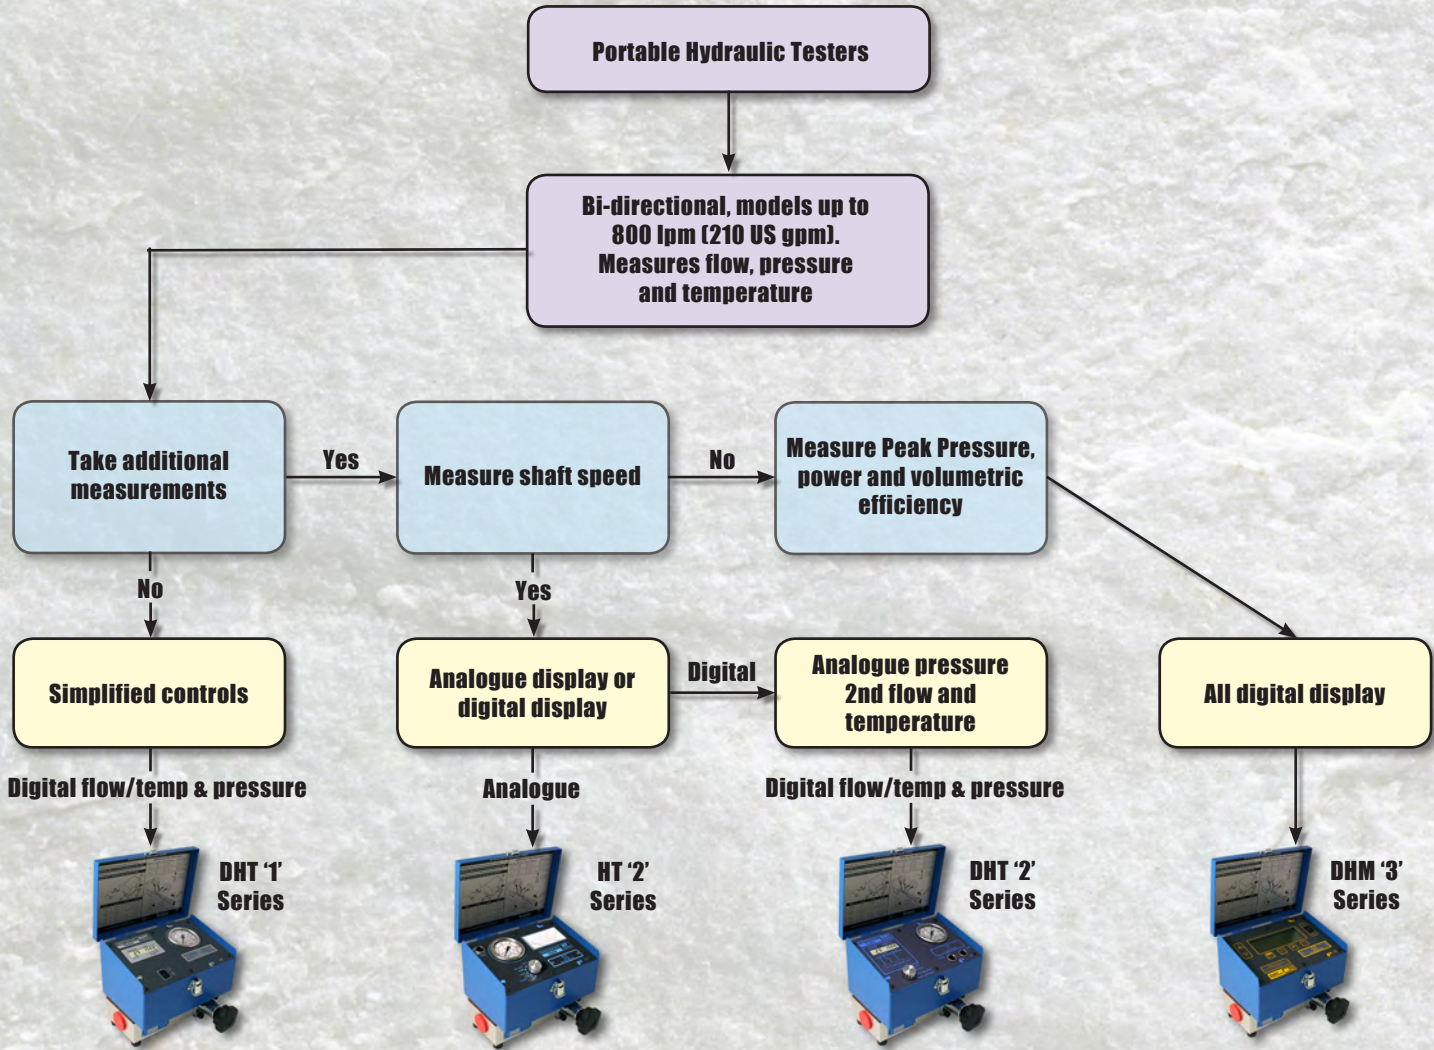 Portable Hydraulic Testers
Bi-directional, models up to
800 lpm (210 US gpm).
Measures flow, pressure
and temperature
Take additional
measurements
Yes
Measure shaft speed
No
Measure Peak Pressure,
power and volumetric
efficiency
No
Yes
Simplified controls
Analogue display or
digital display
Digital
Analogue pressure
2nd flow and
temperature
All digital display
Digital flow/temp & pressure
Analogue
Digital flow/temp & pressure
DHT ‘1’
Series
HT ‘2’
Series
DHT ‘2’
Series
DHM ‘3’
Series